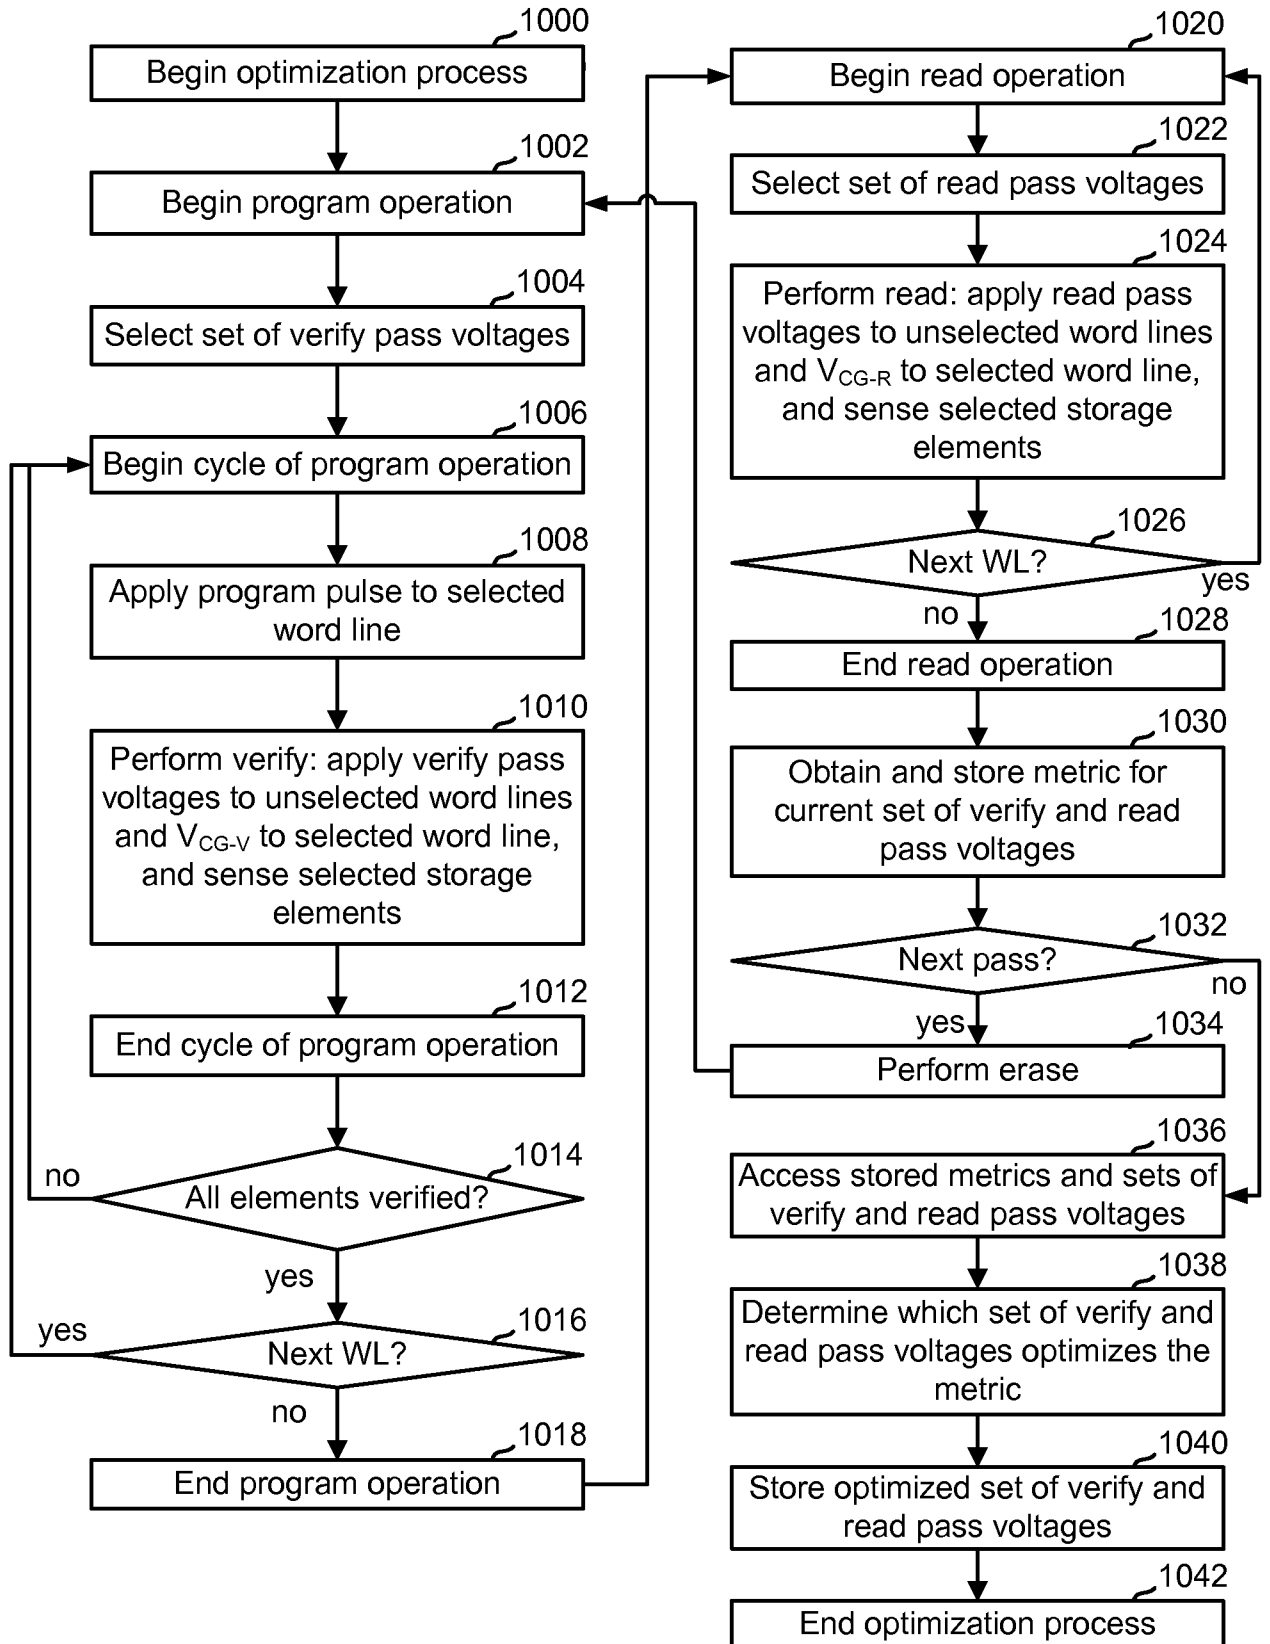 1000
Begin optimization process
1002
Begin program operation
1004
Select set of verify pass voltages
1006
Begin cycle of program operation
1008
Apply program pulse to selected
word line
1010
Perform verify: apply verify pass
voltages to unselected word lines
and VCG-V to selected word line,
and sense selected storage
elements
1012
End cycle of program operation
1014
no
All elements verified?
yes
1016
yes
Next WL?
no
1018
End program operation
1020
Begin read operation
1022
Select set of read pass voltages
1024
Perform read: apply read pass
voltages to unselected word lines
and VCG-R to selected word line,
and sense selected storage
elements
1026
Next WL?
yes
no
1028
End read operation
1030
Obtain and store metric for
current set of verify and read
pass voltages
1032
Next pass?
no
yes
1034
Perform erase
1036
Access stored metrics and sets of
verify and read pass voltages
1038
Determine which set of verify and
read pass voltages optimizes the
metric
1040
Store optimized set of verify and
read pass voltages
1042
End optimization process